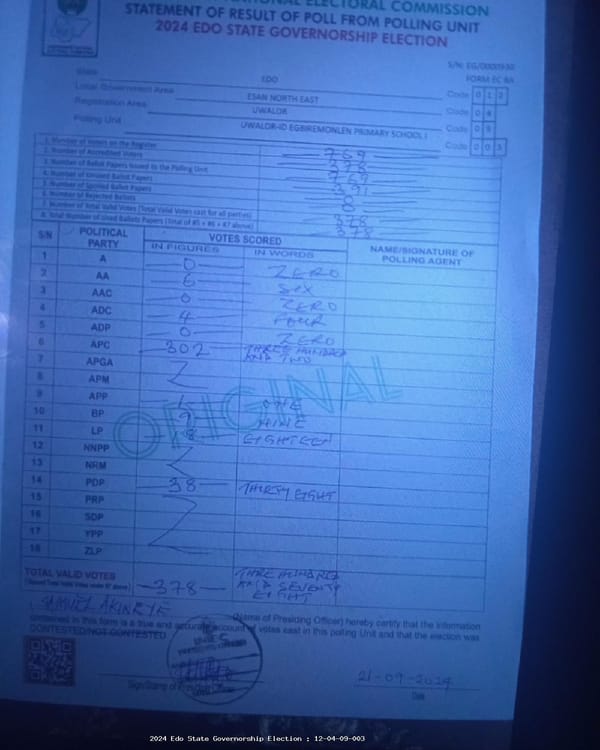 NATIONAL ELECTORAL COMMISSION
STATEMENT OF RESULT OF POLL FROM POLLING UNIT
2024 EDO STATE GOVERNORSHIP ELECTION
S/N: EG/0000930
FORM EC 8A
State EDO Code 0 1 2
Local Government Area ESAN NORTH EAST Code 0 4
Registration Area UWALOR Code 0 9
Polling Unit UWALOR-ID EGBIREMONLEN PRIMARY SCHOOL I Code 0 0 3
1. Number of Voters on the Register 769
2. Number of Accredited Voters 378
3. Number of Ballot Papers Issued to the Polling Unit 769
4. Number of Unused Ballot Papers 391
5. Number of Spoiled Ballot Papers
6. Number of Rejected Ballots
7. Number of Total Valid Votes (Total Valid Votes cast for all parties) 378
8. Total Number of Used Ballots Papers (Total of #5 + #6 + #7 above) 378
S/N POLITICAL PARTY VOTES SCORED NAME/SIGNATURE OF POLLING AGENT
IN FIGURES IN WORDS
1 A 0 ZERO
2 AA 6 SIX
3 AAC 0 ZERO
4 ADC 4 FOUR
5 ADP 0 ZERO
6 APC 302 THREE HUNDRED AND TWO
7 APGA
8 APM
9 APP 1 ONE
10 BP 9 NINE
11 LP 18 EIGHTEEN
12 NNPP
13 NRM
14 PDP 38 THIRTY EIGHT
15 PRP
16 SDP
17 YPP
18 ZLP
ORIGINAL
TOTAL VALID VOTES 378 THREE HUNDRED AND SEVENTY EIGHT
SAMUEL AKINRYE
(Name of Presiding Officer) hereby certify that the information
contained in this form is a true and accurate account of votes cast in this polling Unit and that the election was
CONTESTED/NOT CONTESTED
Sign/Stamp of Presiding Officer
21-09-2024
Date
2024 Edo State Governorship Election : 12-04-09-003